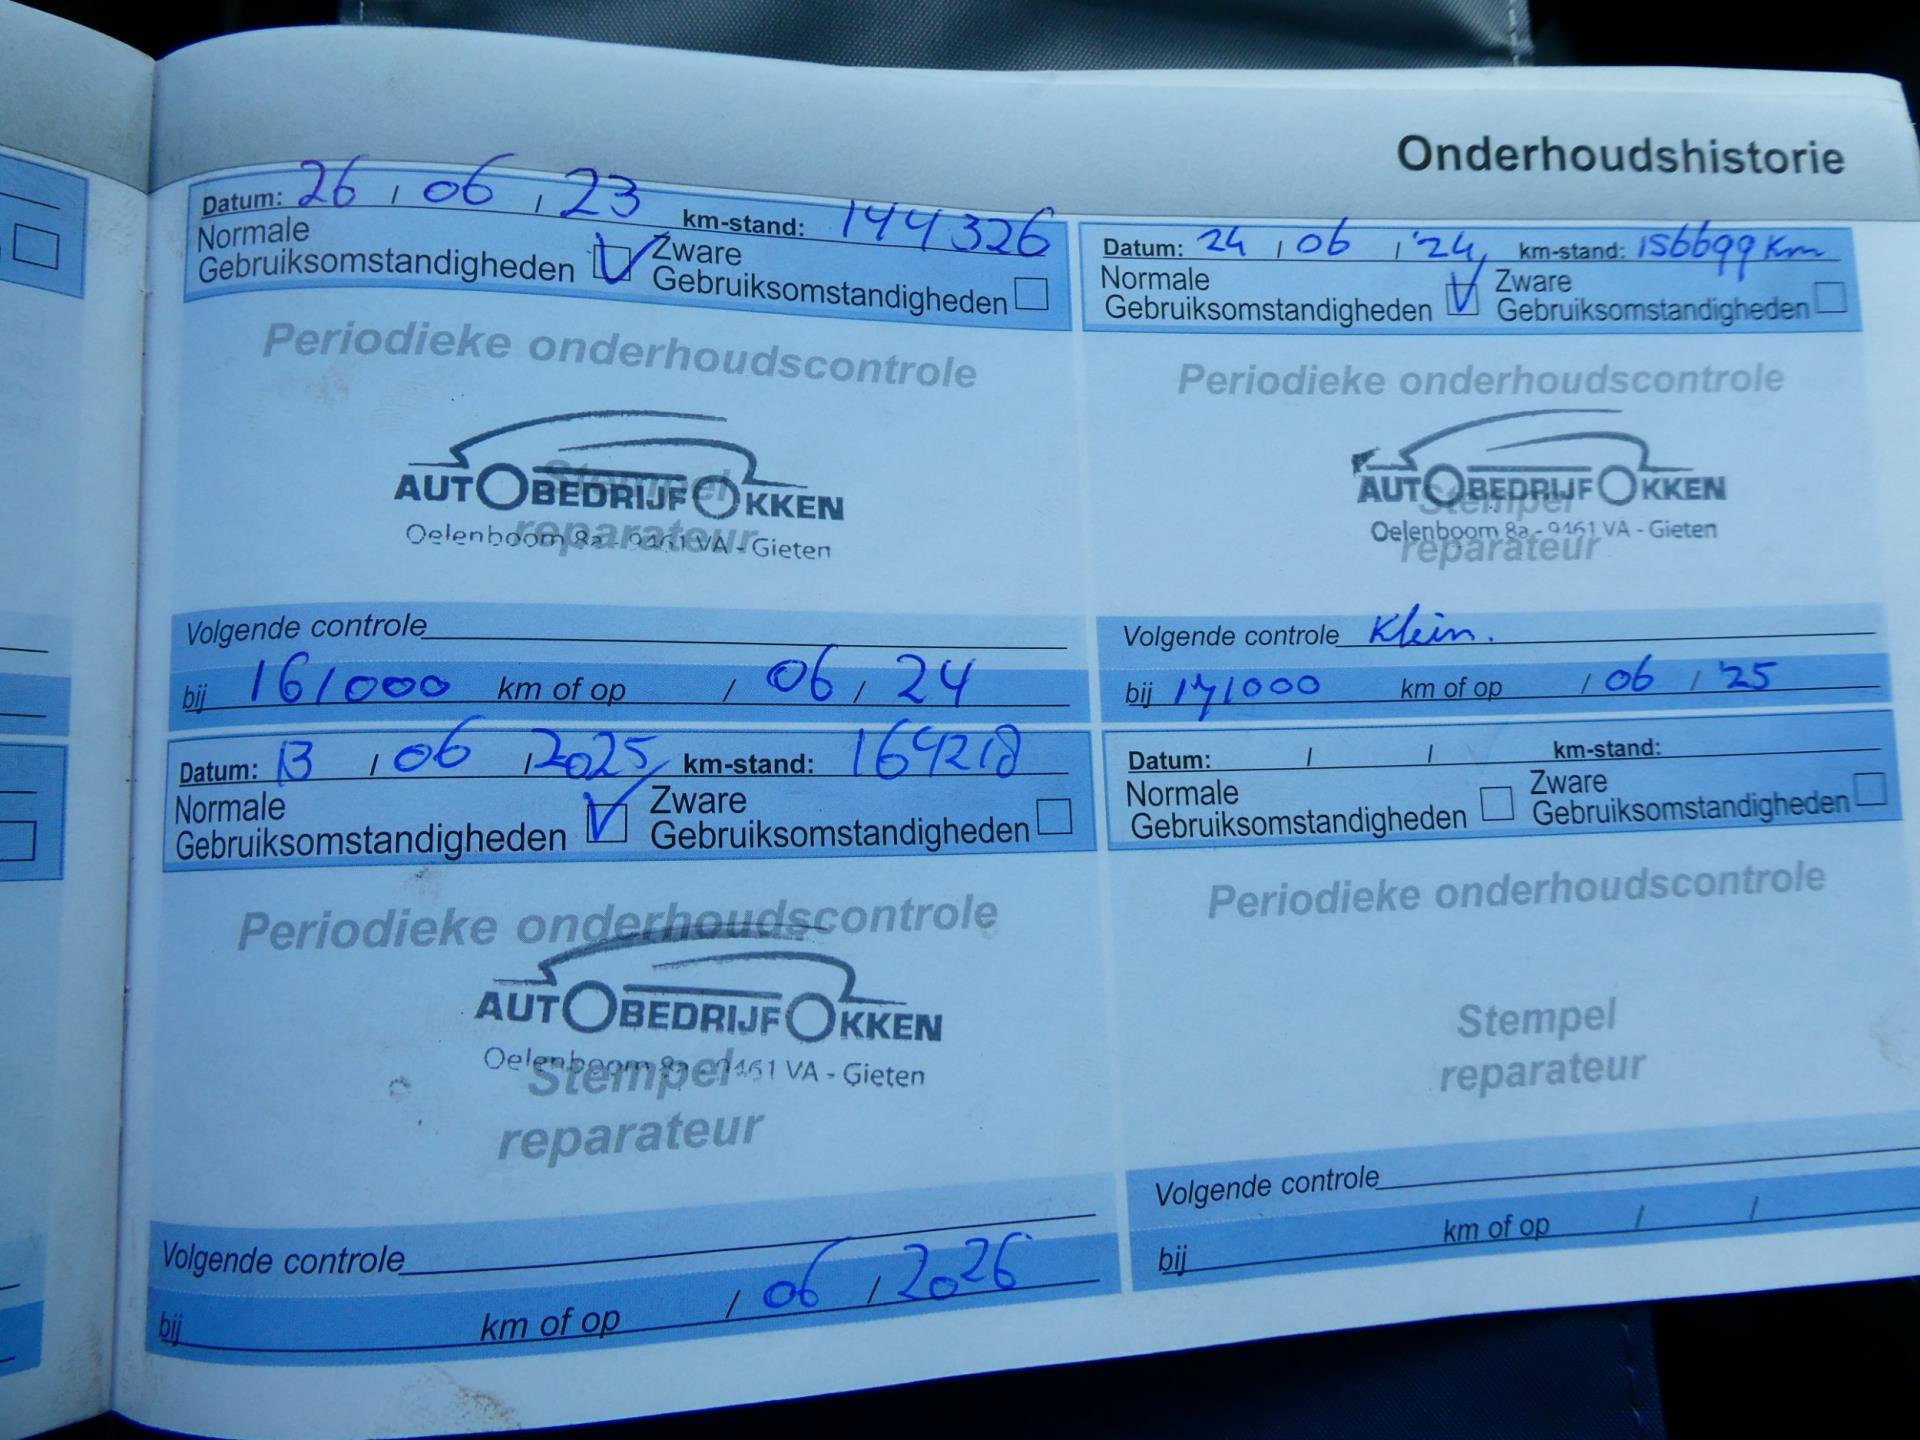 Onderhoudshistorie
Datum: 26 / 06 / 23 km-stand: 144326
Normale Gebruiksomstandigheden Zware Gebruiksomstandigheden
Periodieke onderhoudscontrole
Stempel
AUTOBEDRIJF OKKEN
reparateur
Oelenboom 8a - 9461 VA - Gieten
Volgende controle
bij 161000 km of op / 06 / 24
Datum: 24 / 06 / '24 km-stand: 156699 Km
Normale Gebruiksomstandigheden Zware Gebruiksomstandigheden
Periodieke onderhoudscontrole
AUTOBEDRIJF OKKEN
Stempel
Oelenboom 8a - 9461 VA - Gieten
reparateur
Volgende controle Klein.
bij 171000 km of op / 06 / '25
Datum: 13 / 06 / 2025 km-stand: 164218
Normale Gebruiksomstandigheden Zware Gebruiksomstandigheden
Periodieke onderhoudscontrole
AUTOBEDRIJF OKKEN
Oelenboom 8a - 9461 VA - Gieten
Stempel
reparateur
Volgende controle
bij km of op / 06 / 2026
Datum: / / km-stand:
Normale Gebruiksomstandigheden Zware Gebruiksomstandigheden
Periodieke onderhoudscontrole
Stempel
reparateur
Volgende controle
bij km of op / /